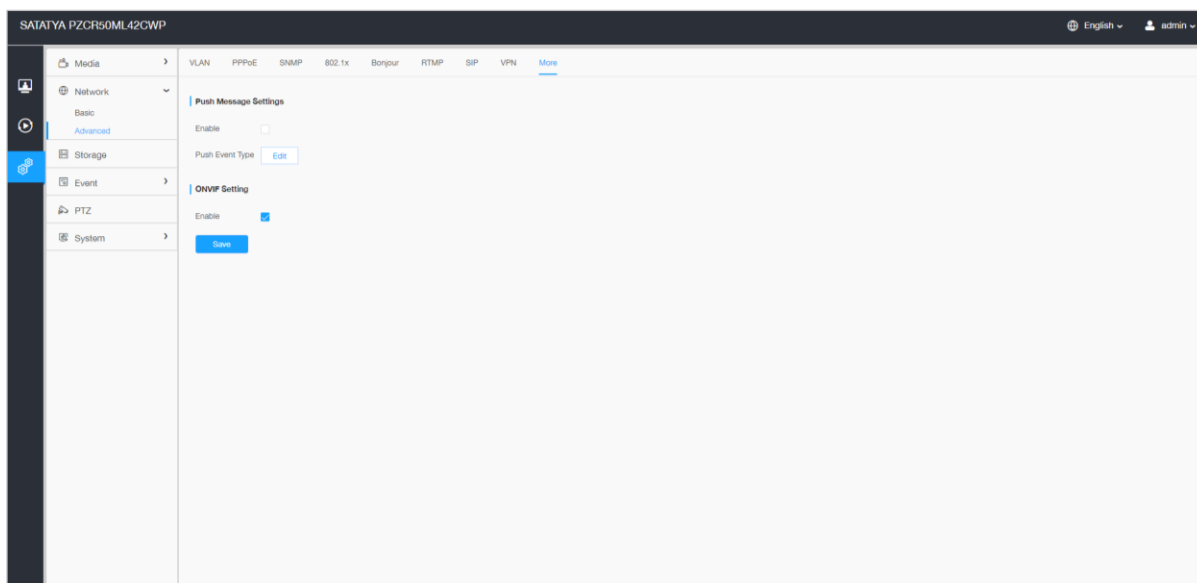 SATATYA PZCR50ML42CWP
English
admin
Media
Network
Basic
Advanced
Storage
Event
PTZ
System
VLAN PPPoE SNMP 802.1x Bonjour RTMP SIP VPN More
Push Message Settings
Enable
Push Event Type Edit
ONVIF Setting
Enable
Save